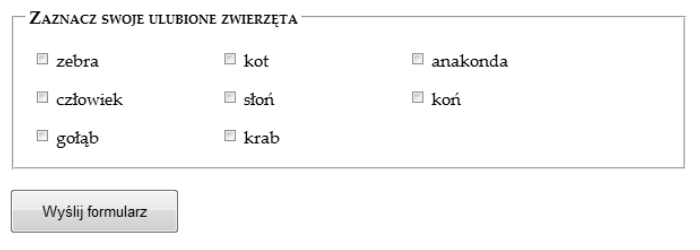 Zaznacz swoje ulubione zwierzęta
zebra kot anakonda
człowiek słoń koń
gołąb krab
Wyślij formularz